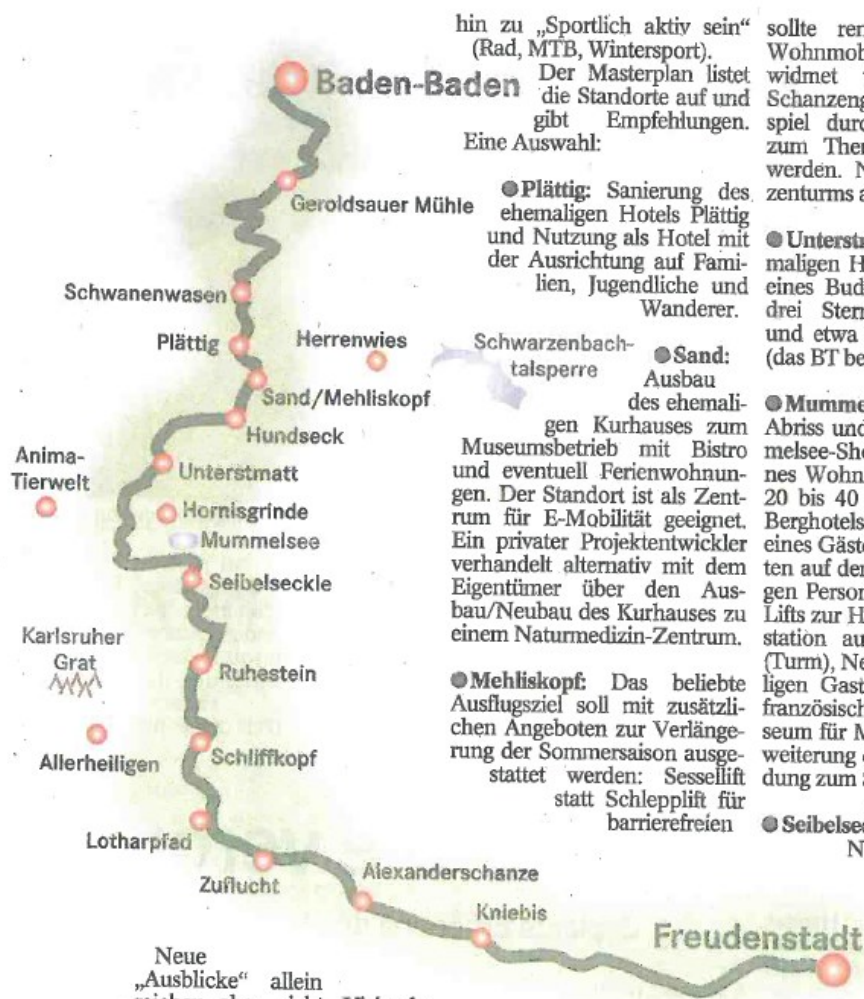 Baden-Baden
Geroldsauer Mühle
Schwanenwasen
Plättig
Herrenwies
Schwarzenbach-
talsperre
Sand/Mehliskopf
Hundseck
Unterstmatt
Anima-
Tierwelt
Hornisgrinde
Mummelsee
Seibelseckle
Karlsruher
Grat
Ruhestein
Allerheiligen
Schliffkopf
Lotharpfad
Zuflucht
Alexanderschanze
Kniebis
Freudenstadt
Neue
„Ausblicke“ allein
hin zu „Sportlich aktiv sein“
(Rad, MTB, Wintersport).
Der Masterplan listet
die Standorte auf und
gibt Empfehlungen.
Eine Auswahl:
●Plättig: Sanierung des
ehemaligen Hotels Plättig
und Nutzung als Hotel mit
der Ausrichtung auf Fami-
lien, Jugendliche und
Wanderer.
●Sand:
Ausbau
des ehemali-
gen Kurhauses zum
Museumsbetrieb mit Bistro
und eventuell Ferienwohnun-
gen. Der Standort ist als Zent-
rum für E-Mobilität geeignet.
Ein privater Projektentwickler
verhandelt alternativ mit dem
Eigentümer über den Aus-
bau/Neubau des Kurhauses zu
einem Naturmedizin-Zentrum.
●Mehliskopf: Das beliebte
Ausflugsziel soll mit zusätzli-
chen Angeboten zur Verlänge-
rung der Sommersaison ausge-
stattet werden: Sessellift
statt Schlepplift für
barrierefreien
sollte ren
Wohnmob
widmet
Schanzeng
spiel durc
zum Ther
werden. N
zenturms a
●Unterstm
maligen H
eines Bud
drei Stern
und etwa
(das BT be
●Mumme
Abriss und
melsee-Sho
nes Wohn
20 bis 40
Berghotels
eines Gäste
ten auf der
gen Person
Lifts zur H
station au
(Turm), Ne
ligen Gast
französisch
seum für M
weiterung
dung zum S
●Seibelsec
N